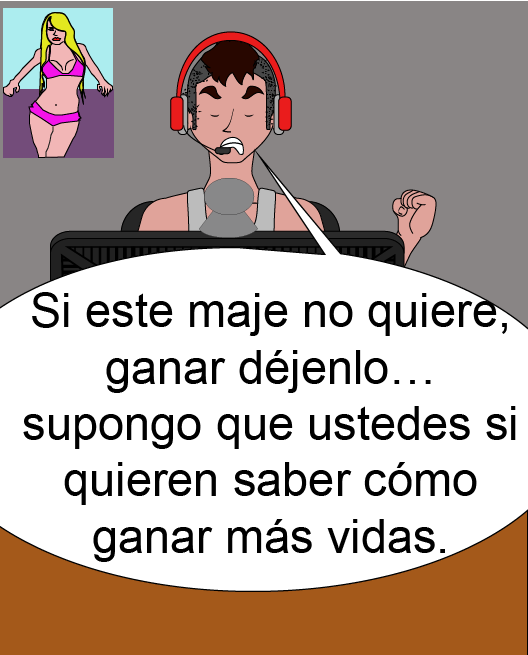 Si este maje no quiere,
ganar déjenlo…
supongo que ustedes si
quieren saber cómo
ganar más vidas.